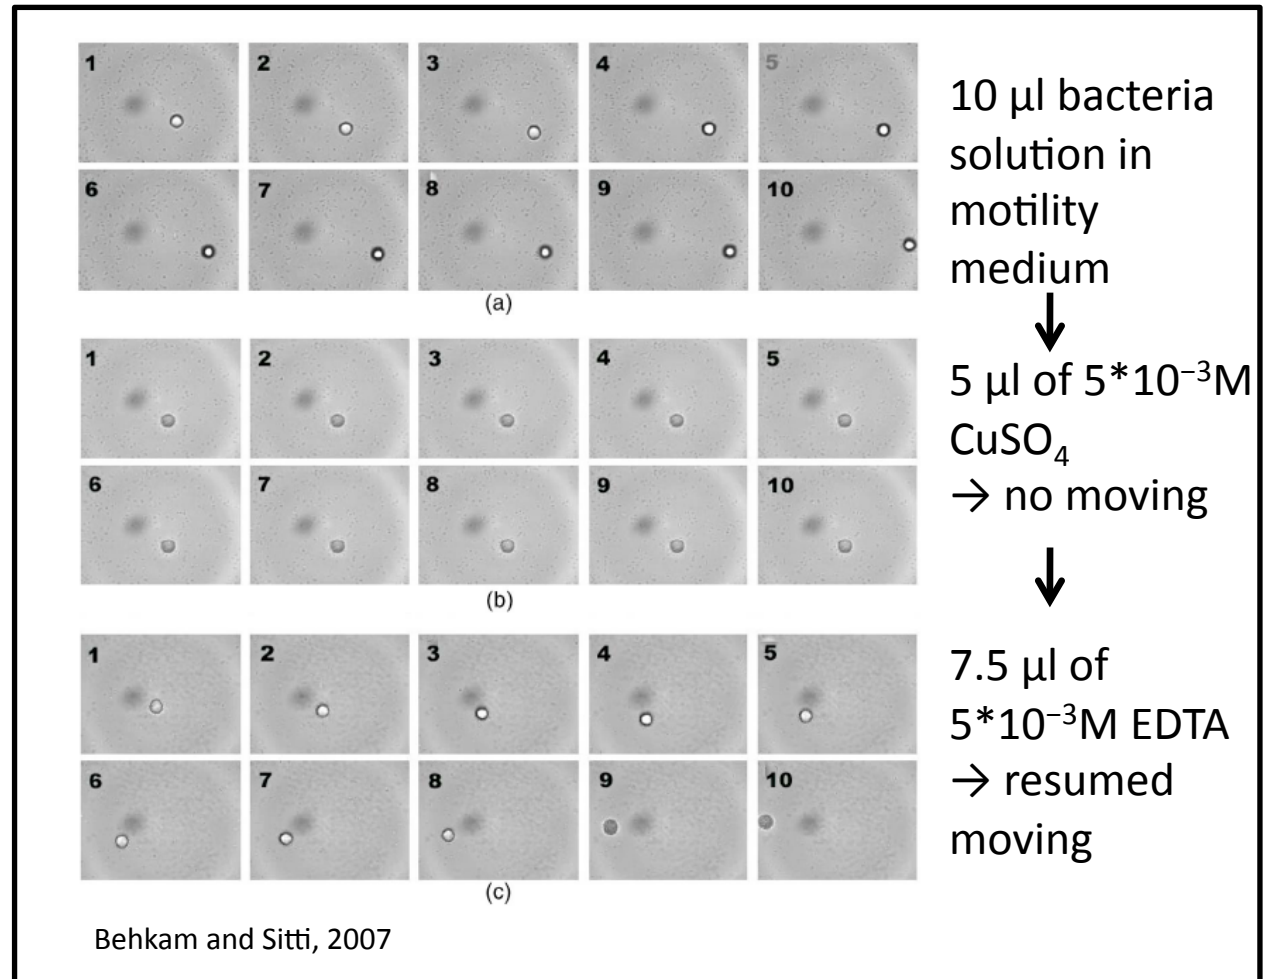 1 2 3 4 5
6 7 8 9 10
(a)
10 µl bacteria
solution in
motility
medium
1 2 3 4 5
6 7 8 9 10
(b)
5 µl of 5*10⁻³M
CuSO₄
→ no moving
1 2 3 4 5
6 7 8 9 10
(c)
7.5 µl of
5*10⁻³M EDTA
→ resumed
moving
Behkam and Sitti, 2007